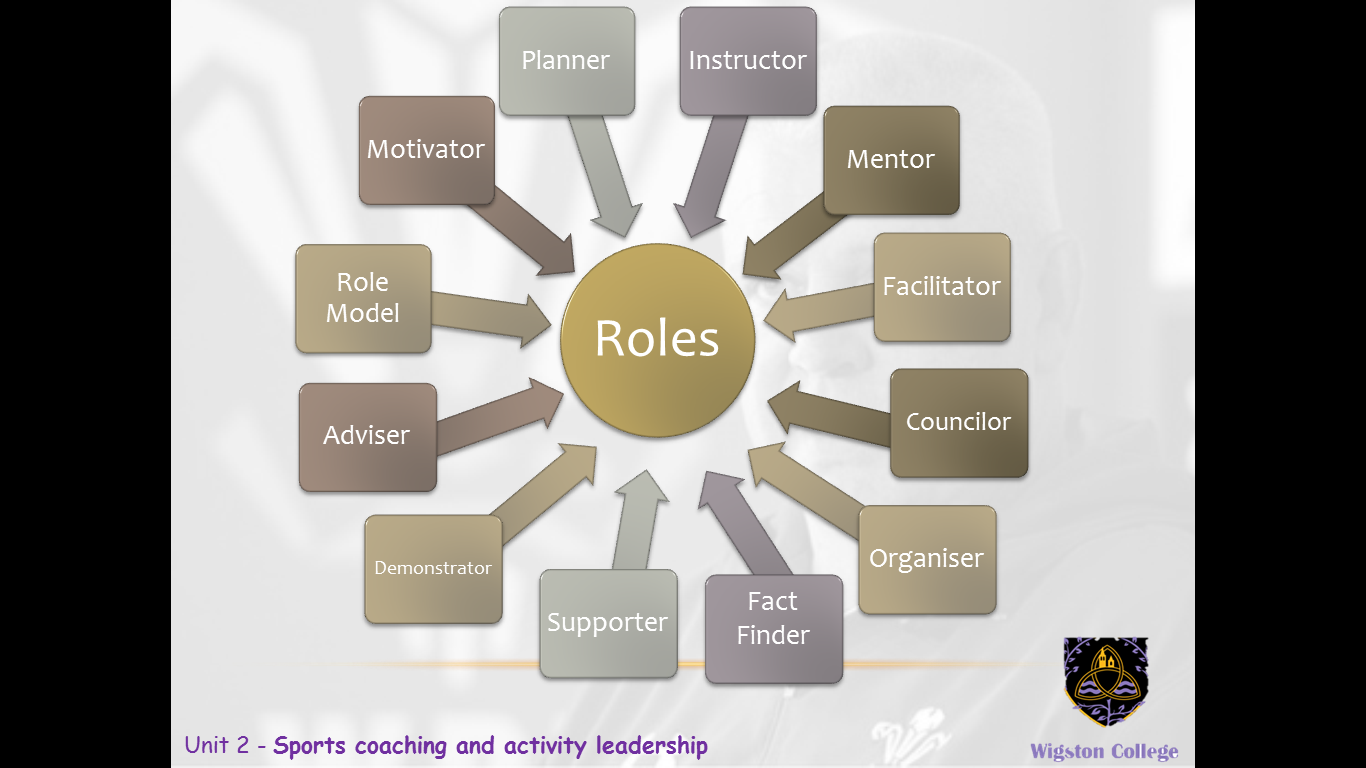 Planner
Instructor
Motivator
Mentor
Role
Model
Facilitator
Roles
Adviser
Councilor
Demonstrator
Organiser
Supporter
Fact
Finder
Unit 2 - Sports coaching and activity leadership
Wigston College